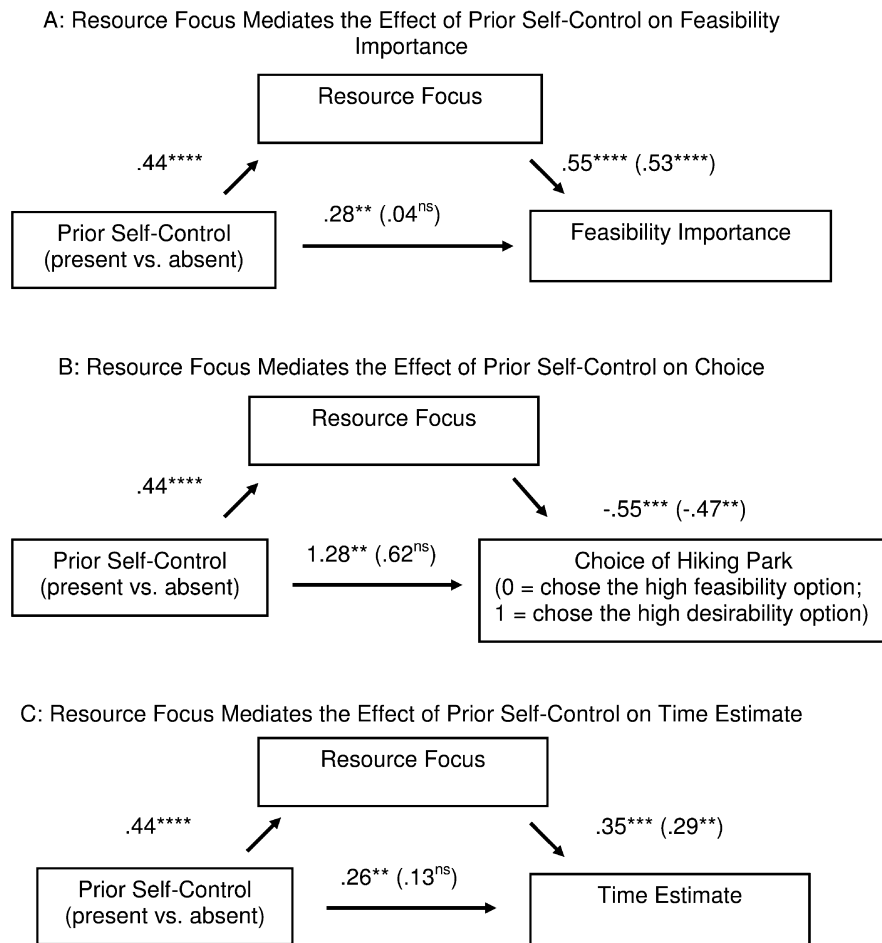 A: Resource Focus Mediates the Effect of Prior Self-Control on Feasibility
Importance
Resource Focus
.44****
.55**** (.53****)
.28** (.04ns)
Prior Self-Control
(present vs. absent)
Feasibility Importance
B: Resource Focus Mediates the Effect of Prior Self-Control on Choice
Resource Focus
.44****
-.55*** (-.47**)
1.28** (.62ns)
Prior Self-Control
(present vs. absent)
Choice of Hiking Park
(0 = chose the high feasibility option;
1 = chose the high desirability option)
C: Resource Focus Mediates the Effect of Prior Self-Control on Time Estimate
Resource Focus
.44****
.35*** (.29**)
.26** (.13ns)
Prior Self-Control
(present vs. absent)
Time Estimate